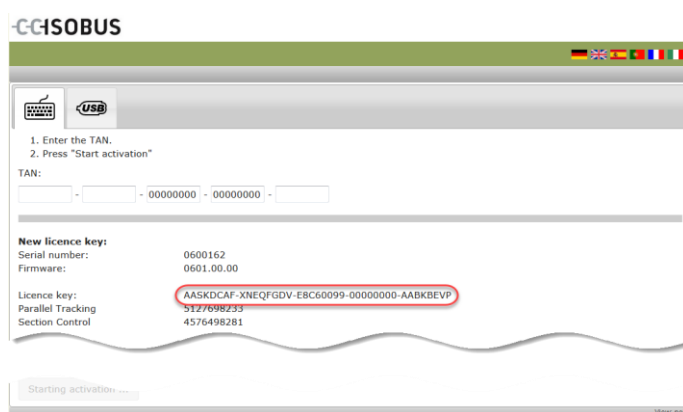 CCISOBUS
USB
1. Enter the TAN.
2. Press "Start activation"
TAN:
- - 00000000 - 00000000 -
New licence key:
Serial number: 0600162
Firmware: 0601.00.00
Licence key: AASKDCAF-XNEQFGDV-E8C60099-00000000-AABKBEVP
Parallel Tracking 5127698233
Section Control 4576498281
Starting activation ...